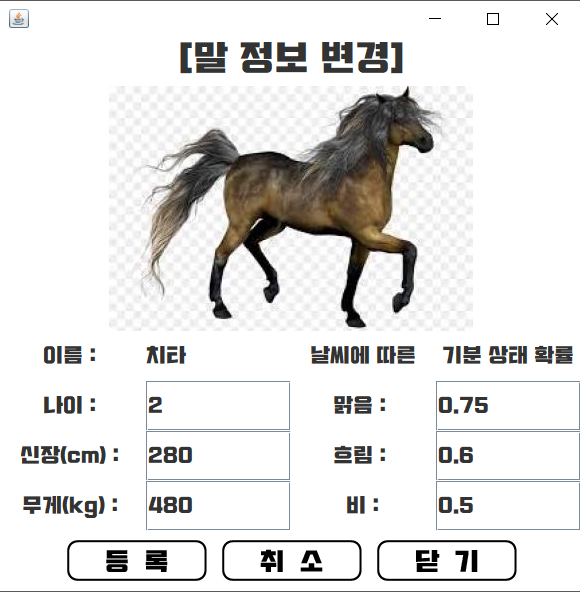 [말 정보 변경]
이름 : 치타 날씨에 따른 기분 상태 확률
나이 : 2 맑음 : 0.75
신장(cm) : 280 흐림 : 0.6
무게(kg) : 480 비 : 0.5
등 록 취 소 닫 기